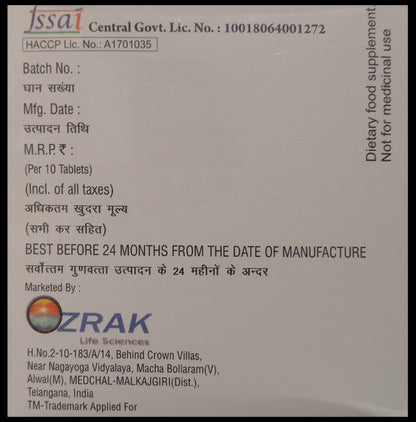 fssai Central Govt. Lic. No. : 10018064001272
HACCP Lic. No.: A1701035
Batch No. :
घान सख्या
Mfg. Date :
उत्पादन तिथि
M.R.P. ₹ :
(Per 10 Tablets)
(Incl. of all taxes)
अधिकतम खुदरा मूल्य
(सभी कर सहित)
BEST BEFORE 24 MONTHS FROM THE DATE OF MANUFACTURE
सर्वोत्तम गुणवत्ता उत्पादन के 24 महीनों के अन्दर
Marketed By :
OZRAK
Life Sciences
H.No.2-10-183/A/14, Behind Crown Villas,
Near Nagayoga Vidyalaya, Macha Bollaram(V),
Alwal(M), MEDCHAL-MALKAJGIRI(Dist.),
Telangana, India
TM-Trademark Applied For
Dietary food supplement
Not for medicinal use